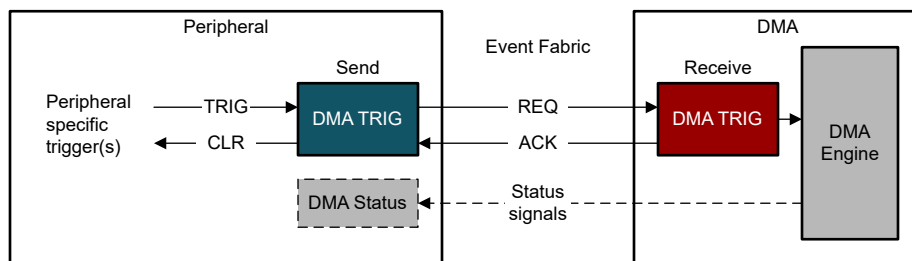 Peripheral
Event Fabric
DMA
Send
Receive
Peripheral
specific
trigger(s)
TRIG
CLR
DMA TRIG
REQ
ACK
DMA TRIG
DMA
Engine
DMA Status
Status
signals